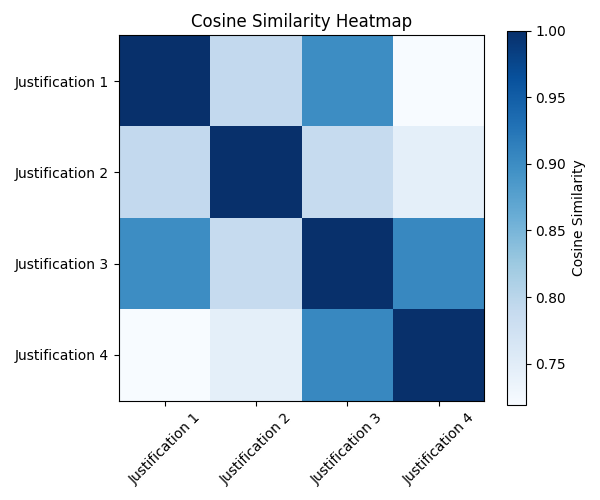 Cosine Similarity Heatmap
Justification 1
Justification 2
Justification 3
Justification 4
Justification 1
Justification 2
Justification 3
Justification 4
1.00
0.95
0.90
0.85
0.80
0.75
Cosine Similarity